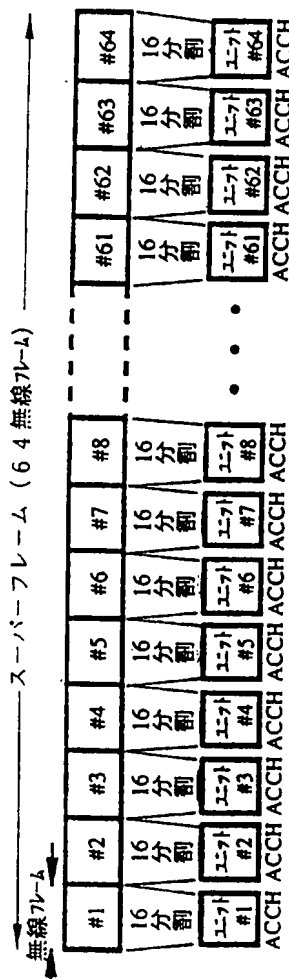 スーパーフレーム (64無線フレーム)
無線フレーム
#1 #2 #3 #4 #5 #6 #7 #8 #61 #62 #63 #64
16分割 16分割 16分割 16分割 16分割 16分割 16分割 16分割 16分割 16分割 16分割 16分割
ユニット#1 ユニット#2 ユニット#3 ユニット#4 ユニット#5 ユニット#6 ユニット#7 ユニット#8 ユニット#61 ユニット#62 ユニット#63 ユニット#64
ACCH ACCH ACCH ACCH ACCH ACCH ACCH ACCH ACCH ACCH ACCH ACCH